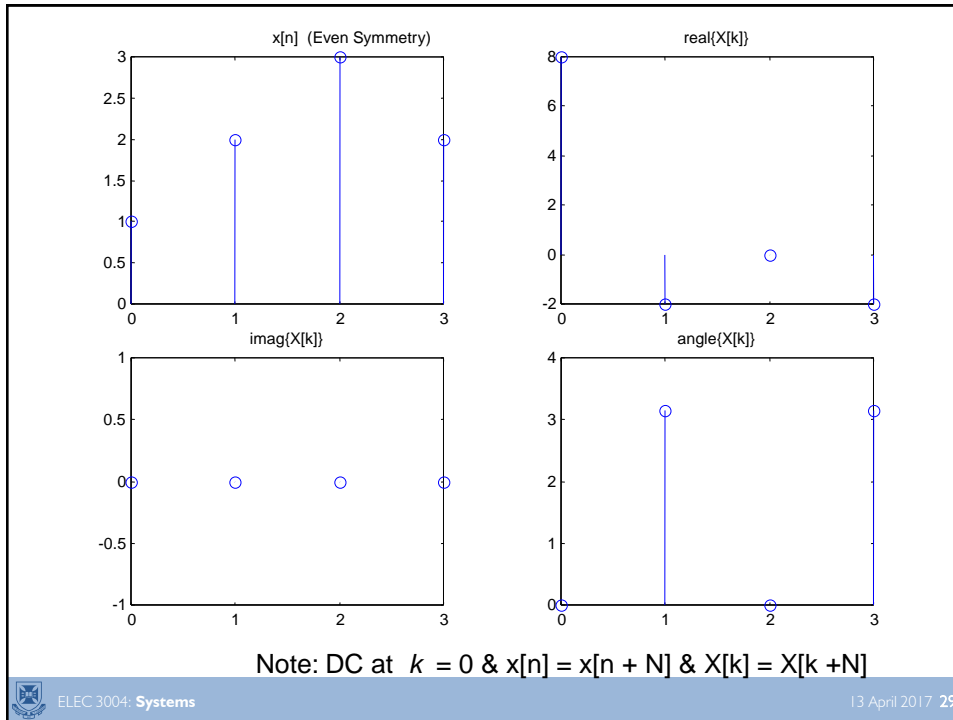 x[n] (Even Symmetry)
3
2.5
2
1.5
1
0.5
0
0 1 2 3
real{X[k]}
8
6
4
2
0
-2
0 1 2 3
imag{X[k]}
1
0.5
0
-0.5
-1
0 1 2 3
angle{X[k]}
4
3
2
1
0
0 1 2 3
Note: DC at k = 0 & x[n] = x[n + N] & X[k] = X[k +N]
ELEC 3004: Systems
13 April 2017 29